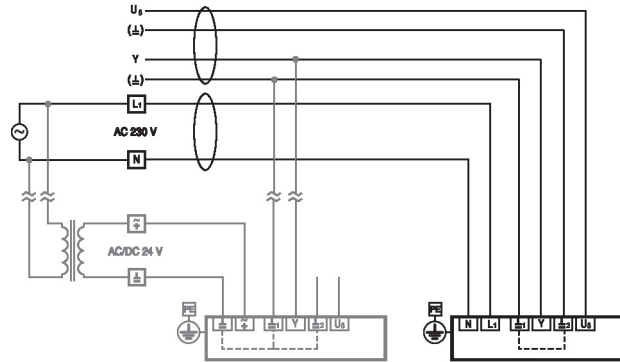 U₅
(⊥)
Y
(⊥)
L1
AC 230 V
N
~
+
AC/DC 24 V
⊥
PE
⊥ ~
+ ⊥1 Y ⊥2 U₅
PE
N L1 ⊥1 Y ⊥2 U₅